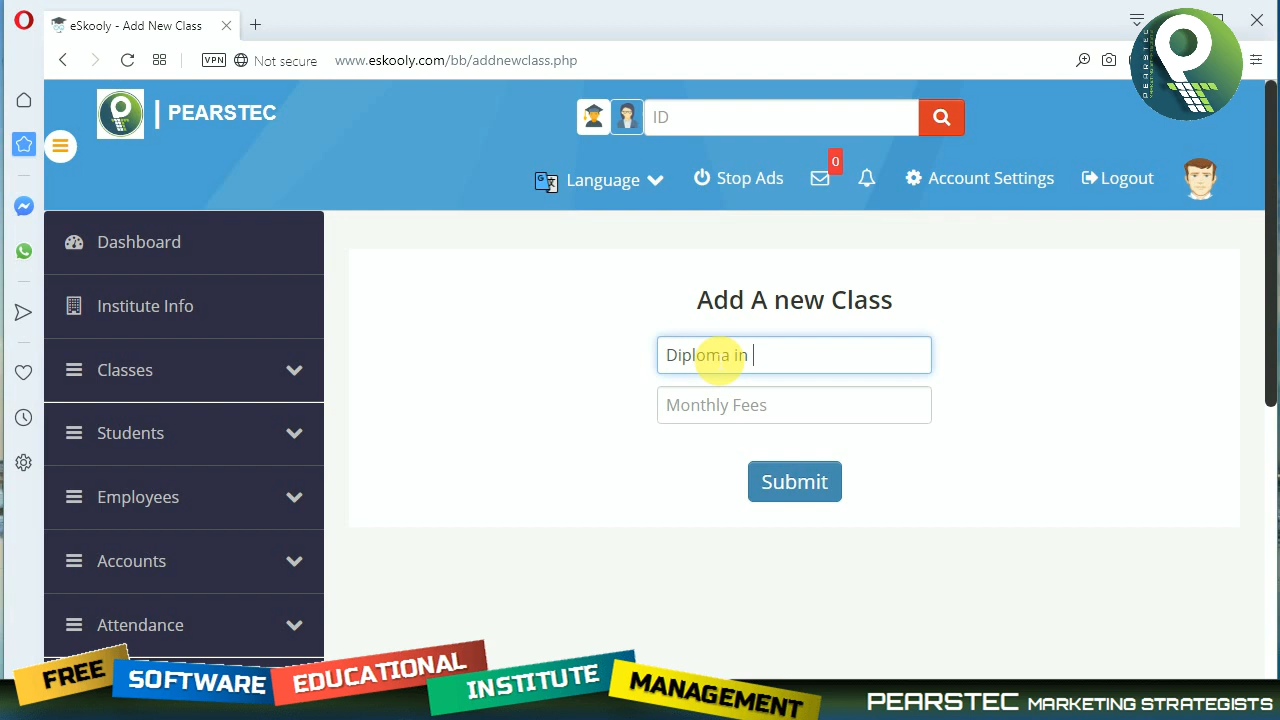 eSkooly - Add New Class
VPN Not secure www.eskooly.com/bb/addnewclass.php
PEARSTEC
| PEARSTEC
ID
Language
Stop Ads
0
Account Settings
Logout
Dashboard
Institute Info
Classes
Students
Employees
Accounts
Attendance
Add A new Class
Diploma in
Monthly Fees
Submit
FREE SOFTWARE EDUCATIONAL INSTITUTE MANAGEMENT
PEARSTEC MARKETING STRATEGISTS